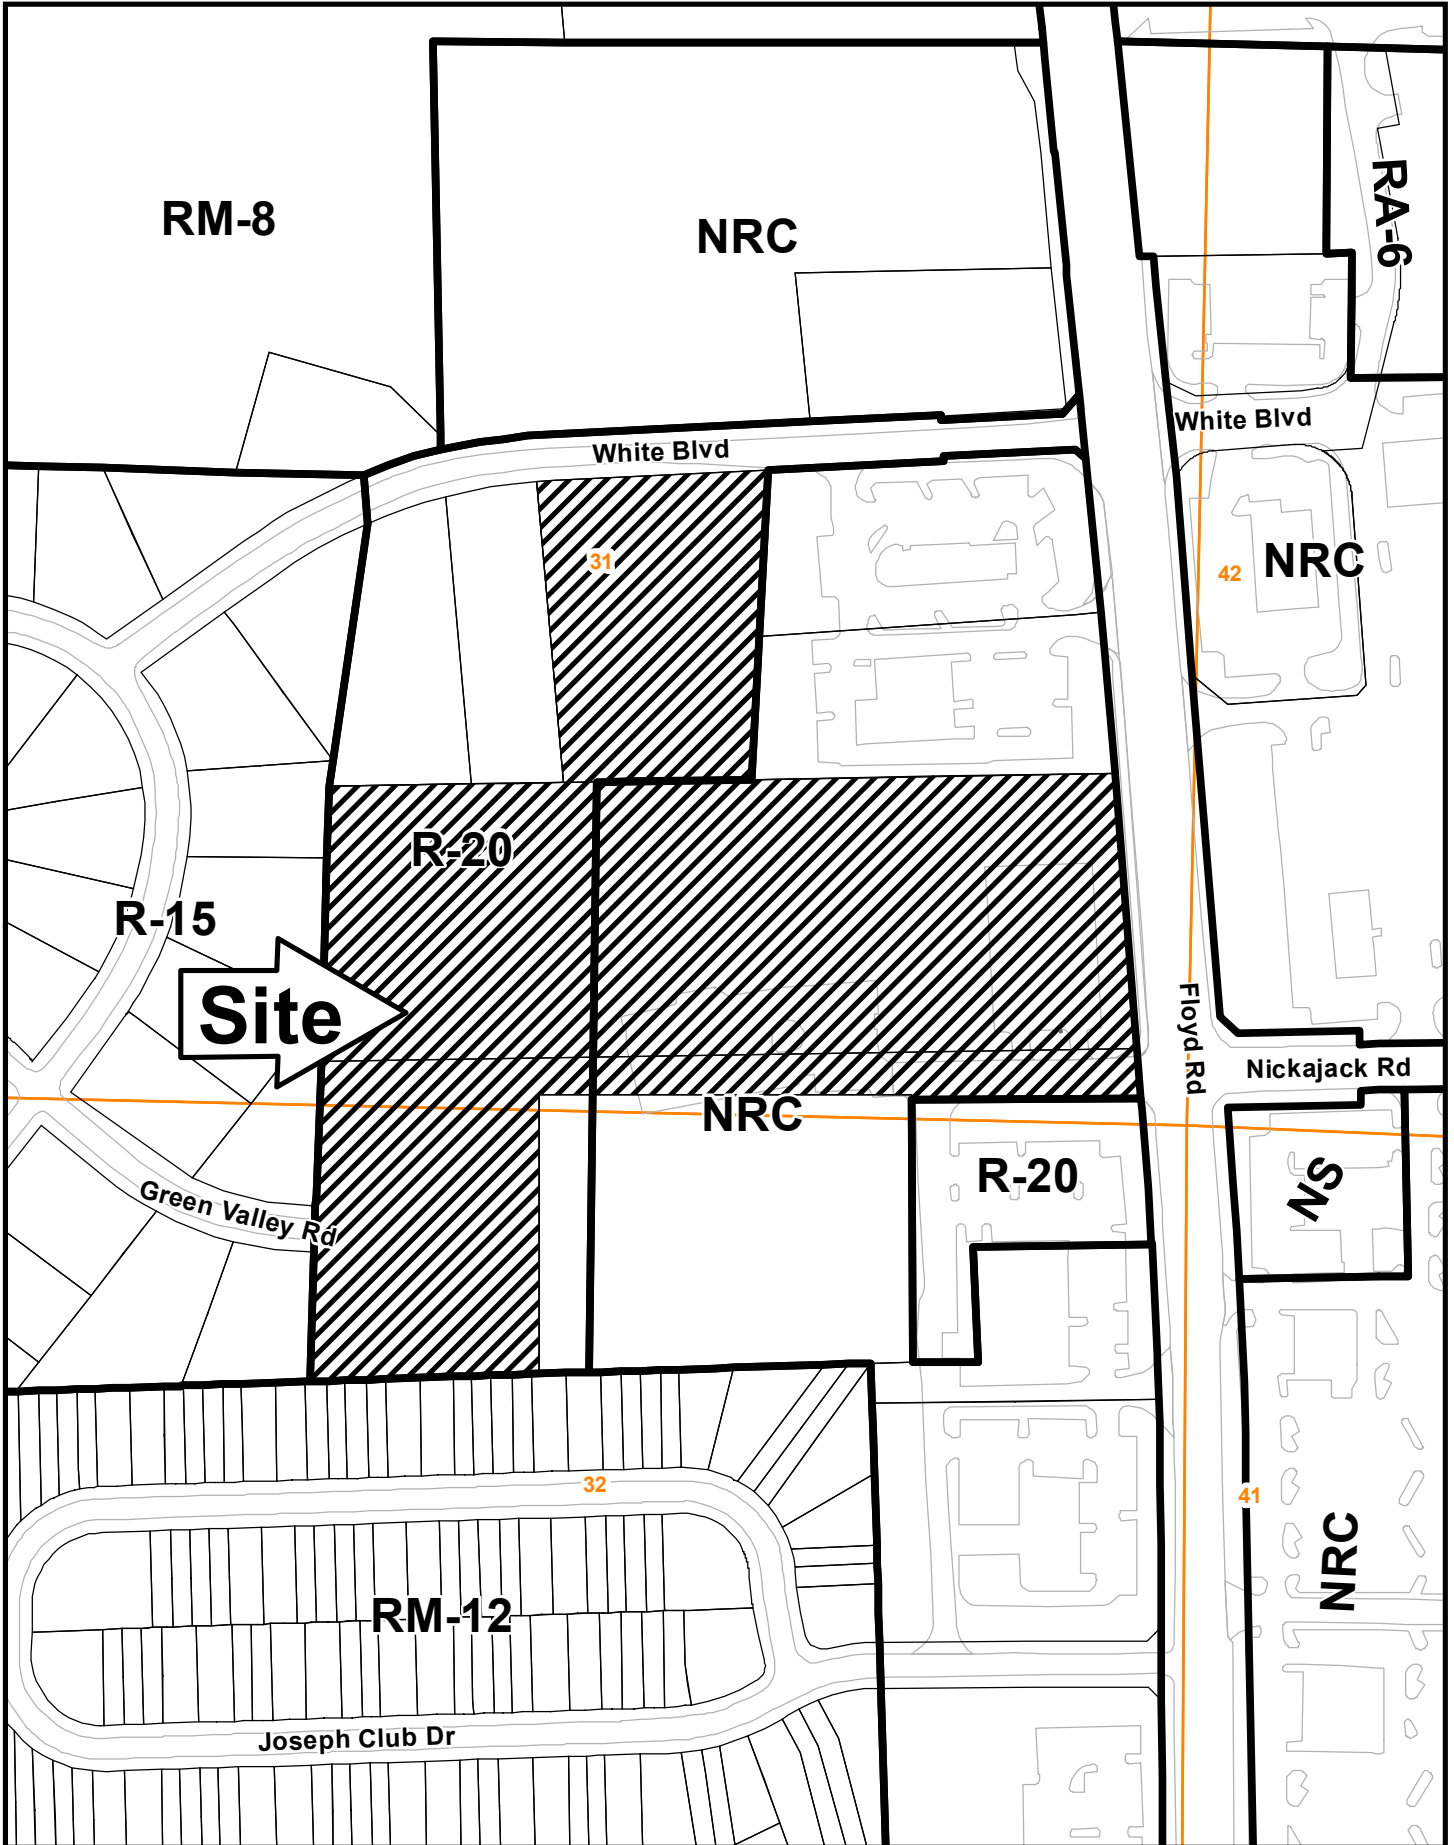 RM-8
NRC
RA-6
White Blvd
White Blvd
31
42
NRC
R-20
R-15
Site
Floyd Rd
Nickajack Rd
NRC
R-20
NS
Green Valley Rd
32
41
NRC
RM-12
Joseph Club Dr